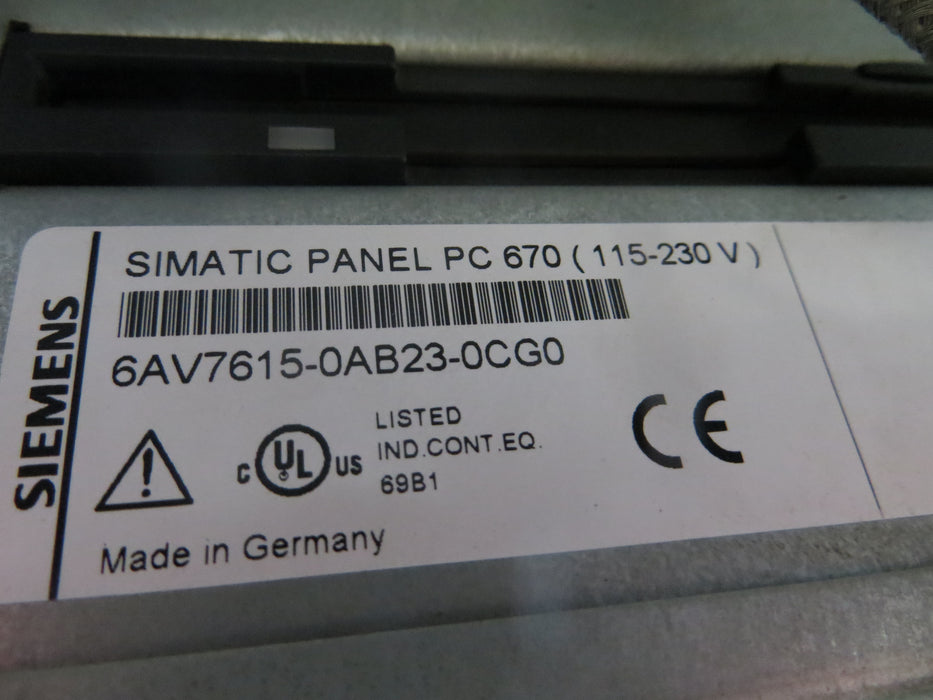 SIEMENS
SIMATIC PANEL PC 670 ( 115-230 V )
6AV7615-0AB23-0CG0
C UL US
LISTED
IND.CONT.EQ.
69B1
CE
Made in Germany